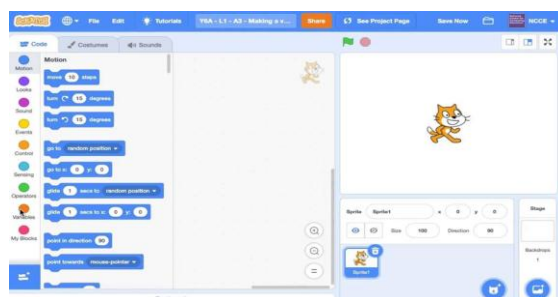 SCRATCH File Edit Tutorials Y6A - L1 - A3 - Making a v... Share See Project Page Save Now NCCE
Code Costumes Sounds
Motion
Looks
Sound
Events
Control
Sensing
Operators
Variables
My Blocks
Motion
move 10 steps
turn 15 degrees
turn 15 degrees
go to random position
go to x: 0 y: 0
glide 1 secs to random position
glide 1 secs to x: 0 y: 0
point in direction 90
point towards mouse-pointer
Sprite Sprite1 x 0 y 0
Size 100 Direction 90
Sprite1
Stage
Backdrops
1